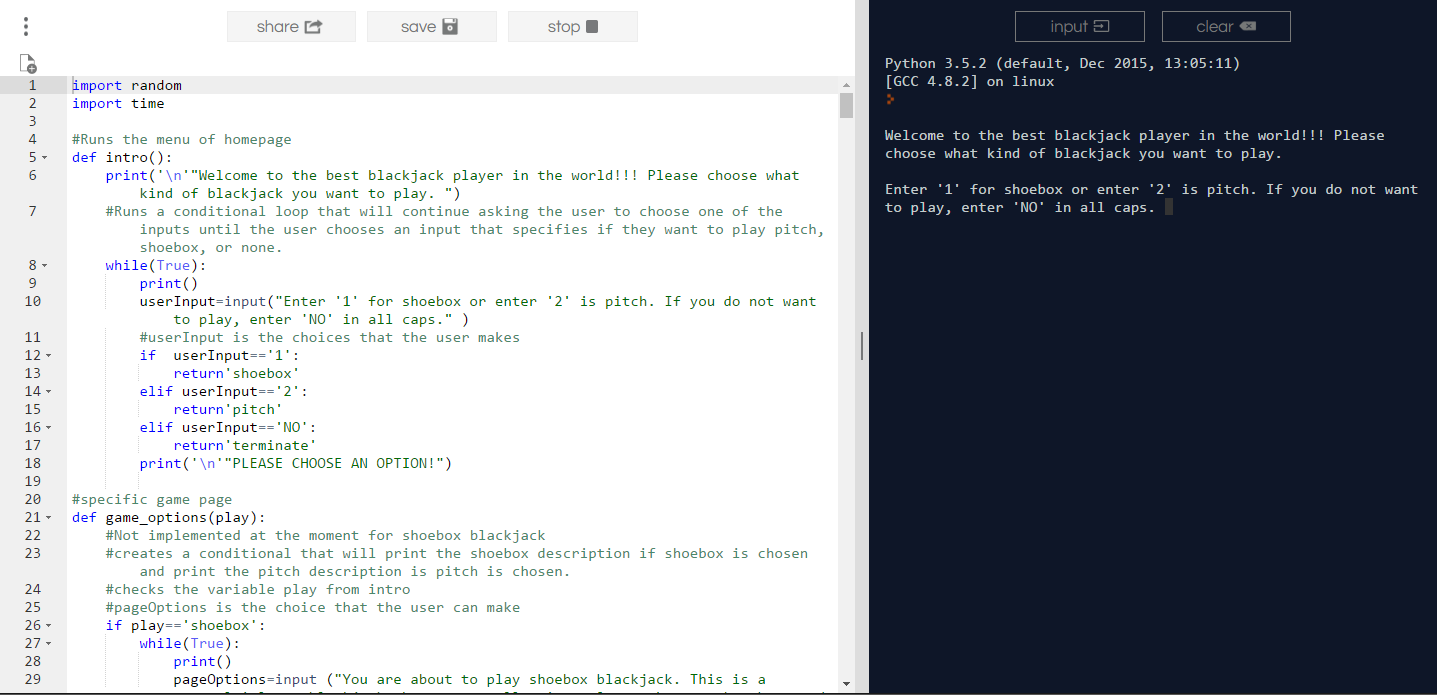 share
save
stop
input
clear
1 import random
2 import time
3
4 #Runs the menu of homepage
5 def intro():
6 print('\n'"Welcome to the best blackjack player in the world!!! Please choose what
kind of blackjack you want to play. ")
7 #Runs a conditional loop that will continue asking the user to choose one of the
inputs until the user chooses an input that specifies if they want to play pitch,
shoebox, or none.
8 while(True):
9 print()
10 userInput=input("Enter '1' for shoebox or enter '2' is pitch. If you do not want
to play, enter 'NO' in all caps." )
11 #userInput is the choices that the user makes
12 if  userInput=='1':
13 return'shoebox'
14 elif userInput=='2':
15 return'pitch'
16 elif userInput=='NO':
17 return'terminate'
18 print('\n'"PLEASE CHOOSE AN OPTION!")
19
20 #specific game page
21 def game_options(play):
22 #Not implemented at the moment for shoebox blackjack
23 #creates a conditional that will print the shoebox description if shoebox is chosen
and print the pitch description is pitch is chosen.
24 #checks the variable play from intro
25 #pageOptions is the choice that the user can make
26 if play=='shoebox':
27 while(True):
28 print()
29 pageOptions=input ("You are about to play shoebox blackjack. This is a
Python 3.5.2 (default, Dec 2015, 13:05:11)
[GCC 4.8.2] on linux
Welcome to the best blackjack player in the world!!! Please
choose what kind of blackjack you want to play.
Enter '1' for shoebox or enter '2' is pitch. If you do not want
to play, enter 'NO' in all caps.